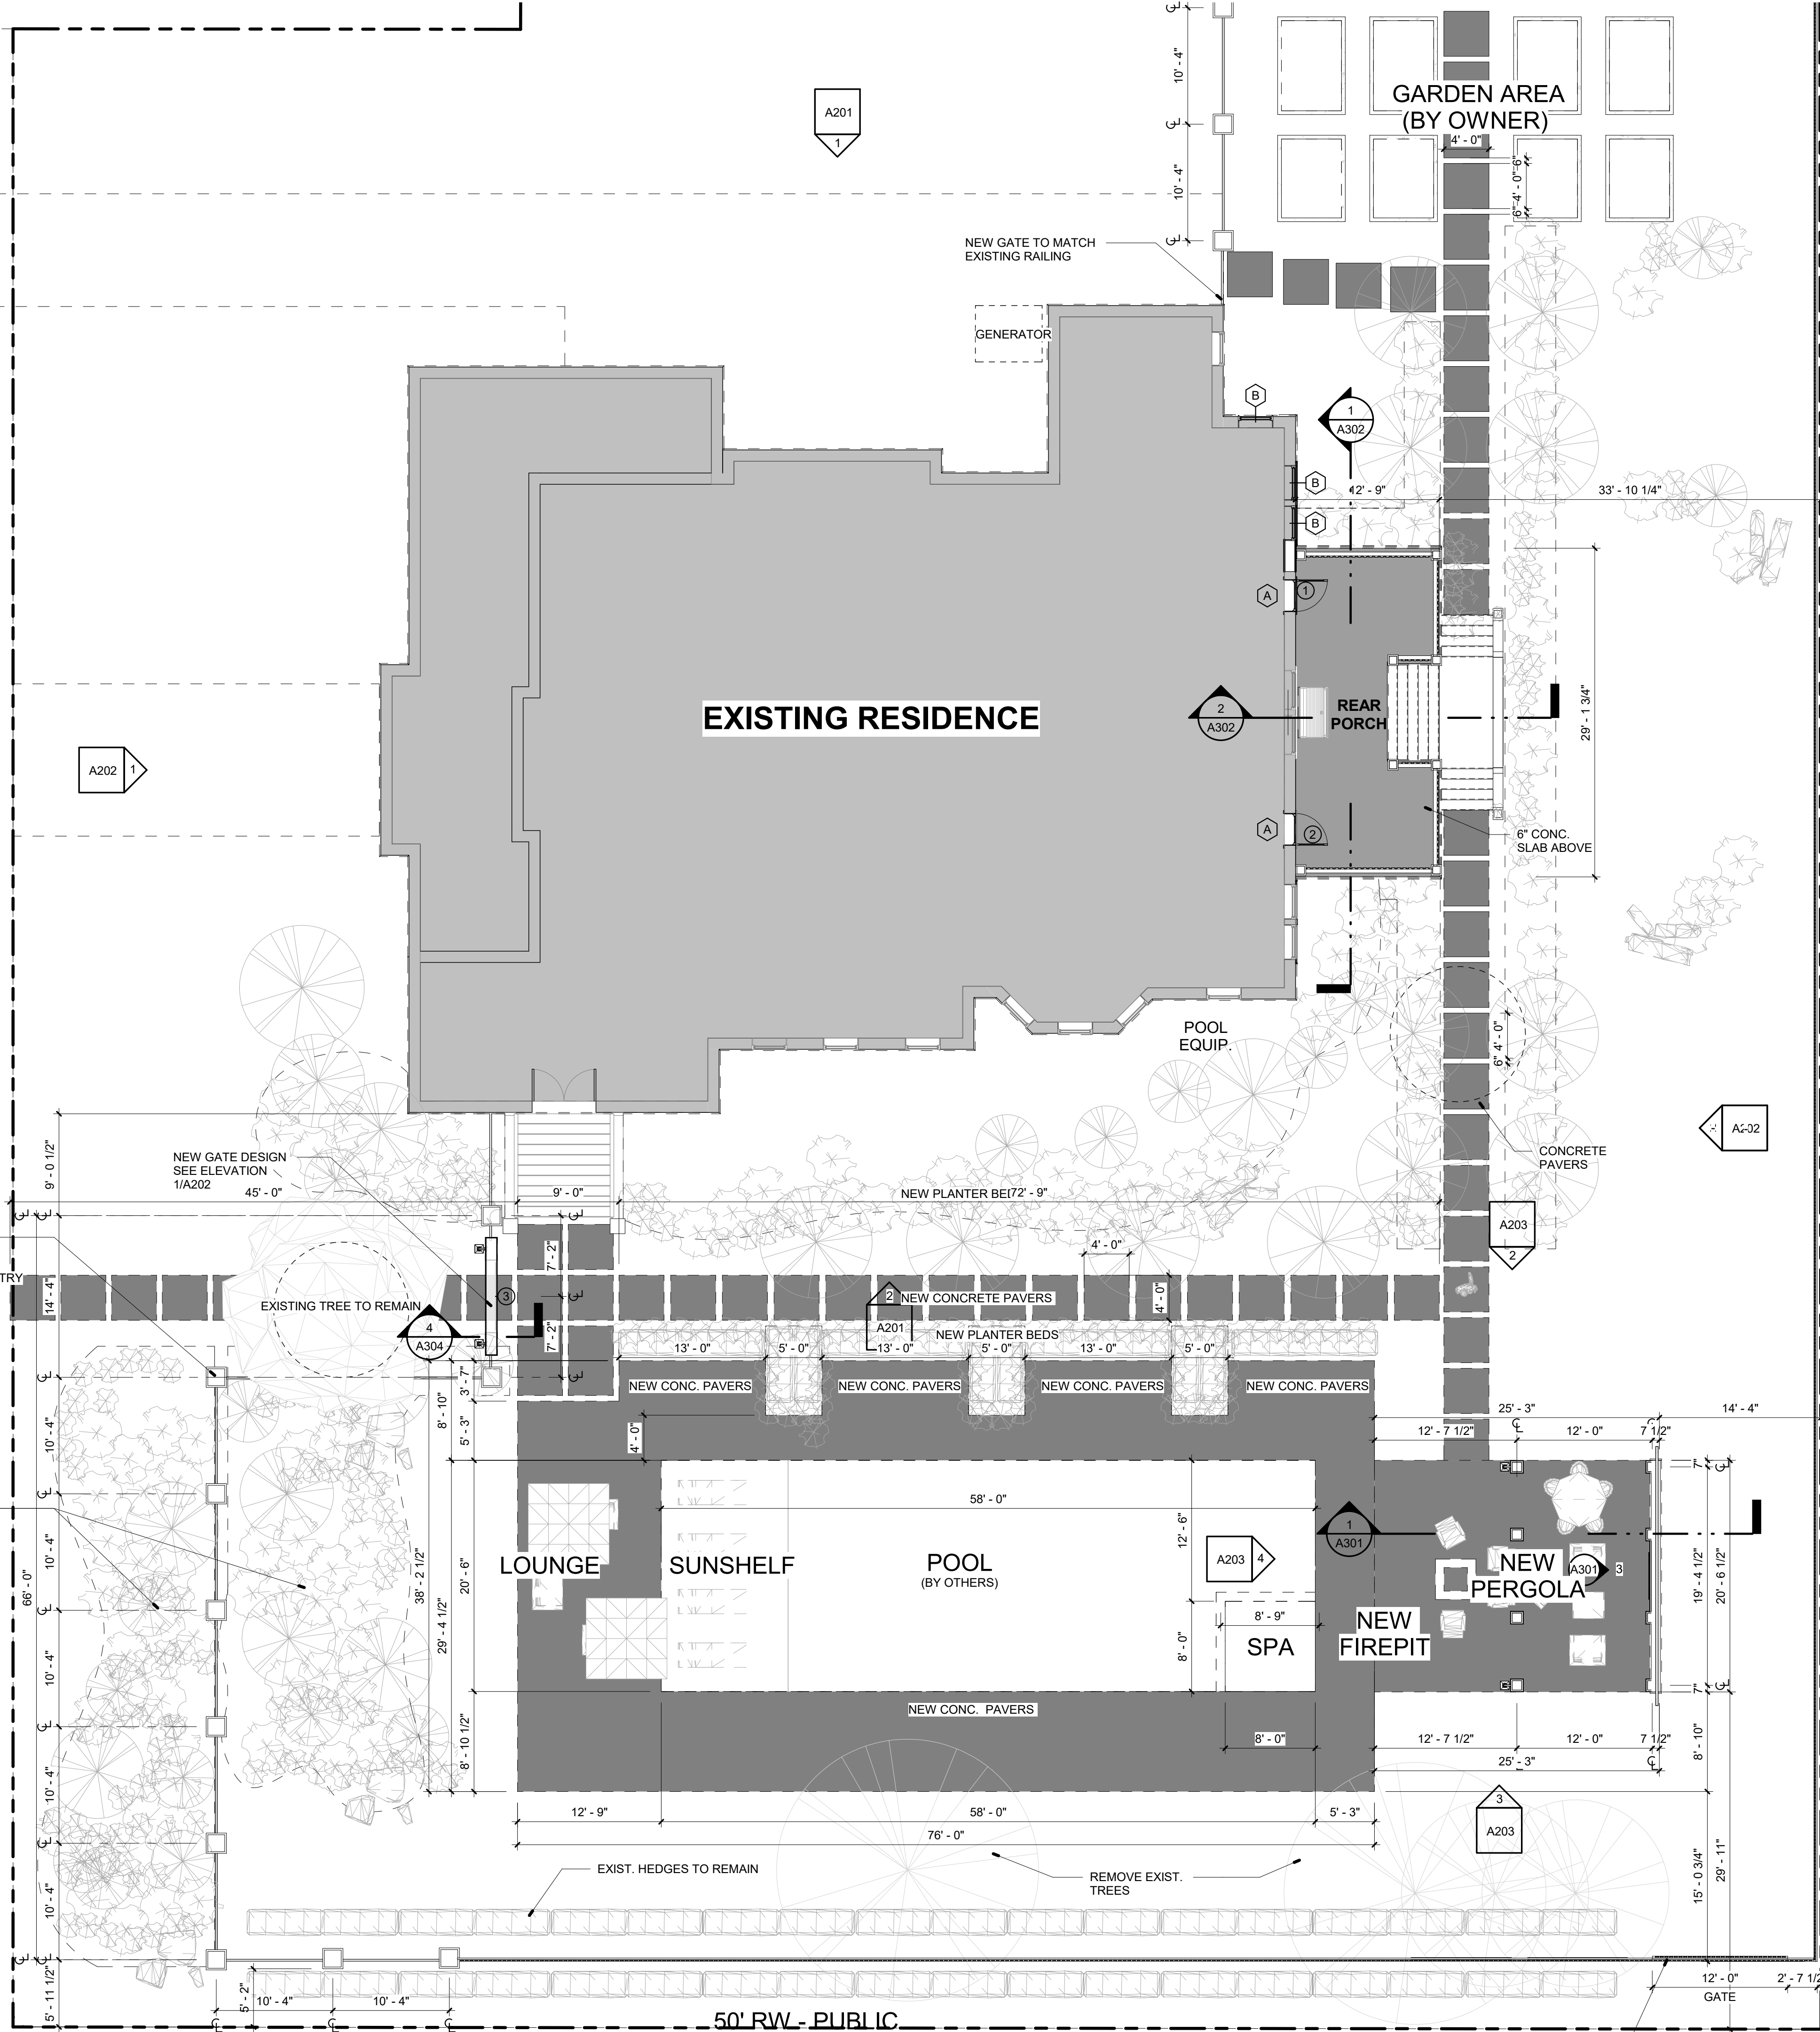 10' - 4"
GARDEN AREA
(BY OWNER)
4' - 0"
A201
1
10' - 4"
6"
4' - 0"
6"
NEW GATE TO MATCH
EXISTING RAILING
GENERATOR
B
1
A302
B
12' - 9"
33' - 10 1/4"
B
A
1
EXISTING RESIDENCE
2
A302
REAR
PORCH
29' - 1 3/4"
A202
1
A
2
6" CONC.
SLAB ABOVE
POOL
EQUIP.
6"
4' - 0"
9' - 0 1/2"
NEW GATE DESIGN
SEE ELEVATION
1/A202
45' - 0"
9' - 0"
NEW PLANTER BE
72' - 9"
CONCRETE
PAVERS
A202
A203
2
TRY
14' - 4"
EXISTING TREE TO REMAIN
3
7' - 2"
7' - 2"
4' - 0"
4' - 0"
2
A201
NEW CONCRETE PAVERS
NEW PLANTER BEDS
4
A304
13' - 0"
5' - 0"
13' - 0"
5' - 0"
13' - 0"
5' - 0"
3' - 7"
NEW CONC. PAVERS
NEW CONC. PAVERS
NEW CONC. PAVERS
NEW CONC. PAVERS
8' - 10"
5' - 3"
4' - 0"
25' - 3"
14' - 4"
12' - 7 1/2"
12' - 0"
7 1/2"
10' - 4"
7"
58' - 0"
12' - 6"
1
A301
10' - 4"
66' - 0"
38' - 2 1/2"
29' - 4 1/2"
20' - 6"
LOUNGE
SUNSHELF
POOL
(BY OTHERS)
A203
4
NEW
PERGOLA
A301
3
19' - 4 1/2"
20' - 6 1/2"
8' - 9"
8' - 0"
SPA
NEW
FIREPIT
10' - 4"
7"
NEW CONC. PAVERS
8' - 0"
12' - 7 1/2"
12' - 0"
7 1/2"
25' - 3"
8' - 10"
8' - 10 1/2"
10' - 4"
12' - 9"
58' - 0"
5' - 3"
76' - 0"
3
A203
EXIST. HEDGES TO REMAIN
REMOVE EXIST.
TREES
10' - 4"
15' - 0 3/4"
29' - 11"
5' - 11 1/2"
5' - 2"
10' - 4"
10' - 4"
12' - 0"
GATE
2' - 7 1/2
50' RW - PUBLIC